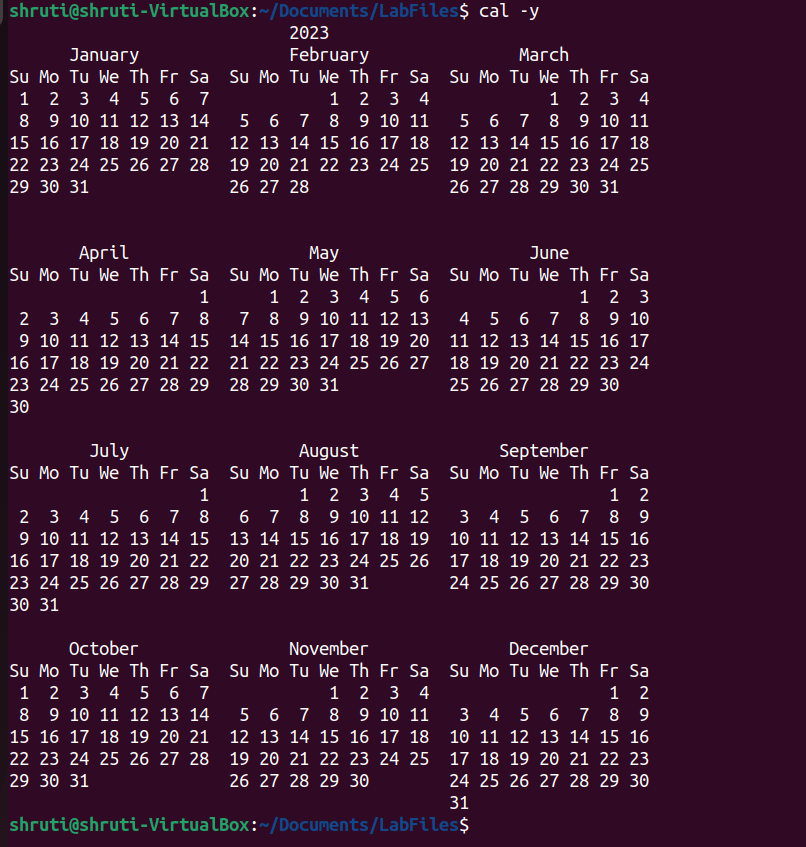 shruti@shruti-VirtualBox:~/Documents/LabFiles$ cal -y
                            2023
      January               February               March
Su Mo Tu We Th Fr Sa  Su Mo Tu We Th Fr Sa  Su Mo Tu We Th Fr Sa
 1  2  3  4  5  6  7            1  2  3  4            1  2  3  4
 8  9 10 11 12 13 14   5  6  7  8  9 10 11   5  6  7  8  9 10 11
15 16 17 18 19 20 21  12 13 14 15 16 17 18  12 13 14 15 16 17 18
22 23 24 25 26 27 28  19 20 21 22 23 24 25  19 20 21 22 23 24 25
29 30 31              26 27 28              26 27 28 29 30 31

       April                  May                   June
Su Mo Tu We Th Fr Sa  Su Mo Tu We Th Fr Sa  Su Mo Tu We Th Fr Sa
                   1      1  2  3  4  5  6               1  2  3
 2  3  4  5  6  7  8   7  8  9 10 11 12 13   4  5  6  7  8  9 10
 9 10 11 12 13 14 15  14 15 16 17 18 19 20  11 12 13 14 15 16 17
16 17 18 19 20 21 22  21 22 23 24 25 26 27  18 19 20 21 22 23 24
23 24 25 26 27 28 29  28 29 30 31           25 26 27 28 29 30
30

        July                 August              September
Su Mo Tu We Th Fr Sa  Su Mo Tu We Th Fr Sa  Su Mo Tu We Th Fr Sa
                   1         1  2  3  4  5                  1  2
 2  3  4  5  6  7  8   6  7  8  9 10 11 12   3  4  5  6  7  8  9
 9 10 11 12 13 14 15  13 14 15 16 17 18 19  10 11 12 13 14 15 16
16 17 18 19 20 21 22  20 21 22 23 24 25 26  17 18 19 20 21 22 23
23 24 25 26 27 28 29  27 28 29 30 31        24 25 26 27 28 29 30
30 31

      October               November              December
Su Mo Tu We Th Fr Sa  Su Mo Tu We Th Fr Sa  Su Mo Tu We Th Fr Sa
 1  2  3  4  5  6  7            1  2  3  4                  1  2
 8  9 10 11 12 13 14   5  6  7  8  9 10 11   3  4  5  6  7  8  9
15 16 17 18 19 20 21  12 13 14 15 16 17 18  10 11 12 13 14 15 16
22 23 24 25 26 27 28  19 20 21 22 23 24 25  17 18 19 20 21 22 23
29 30 31              26 27 28 29 30        24 25 26 27 28 29 30
                                            31
shruti@shruti-VirtualBox:~/Documents/LabFiles$